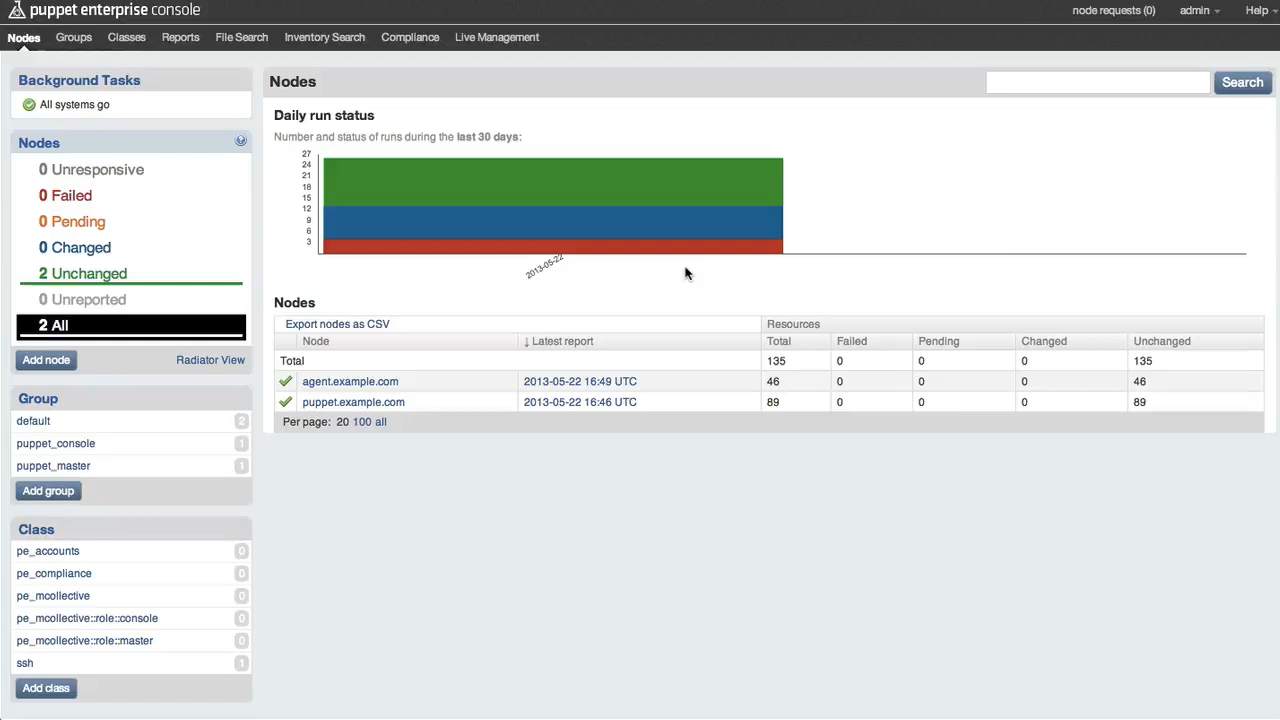 puppet enterprise console
node requests (0) admin Help
Nodes Groups Classes Reports File Search Inventory Search Compliance Live Management
Background Tasks
All systems go
Nodes
?
0 Unresponsive
0 Failed
0 Pending
0 Changed
2 Unchanged
0 Unreported
2 All
Add node Radiator View
Group
default 2
puppet_console 1
puppet_master 1
Add group
Class
pe_accounts 0
pe_compliance 0
pe_mcollective 0
pe_mcollective::role::console 0
pe_mcollective::role::master 0
ssh 1
Add class
Nodes
Search
Daily run status
Number and status of runs during the last 30 days:
27
24
21
18
15
12
9
6
3
2013-05-22
Nodes
Export nodes as CSV Resources
Node ↓ Latest report Total Failed Pending Changed Unchanged
Total 135 0 0 0 135
agent.example.com 2013-05-22 16:49 UTC 46 0 0 0 46
puppet.example.com 2013-05-22 16:46 UTC 89 0 0 0 89
Per page: 20 100 all